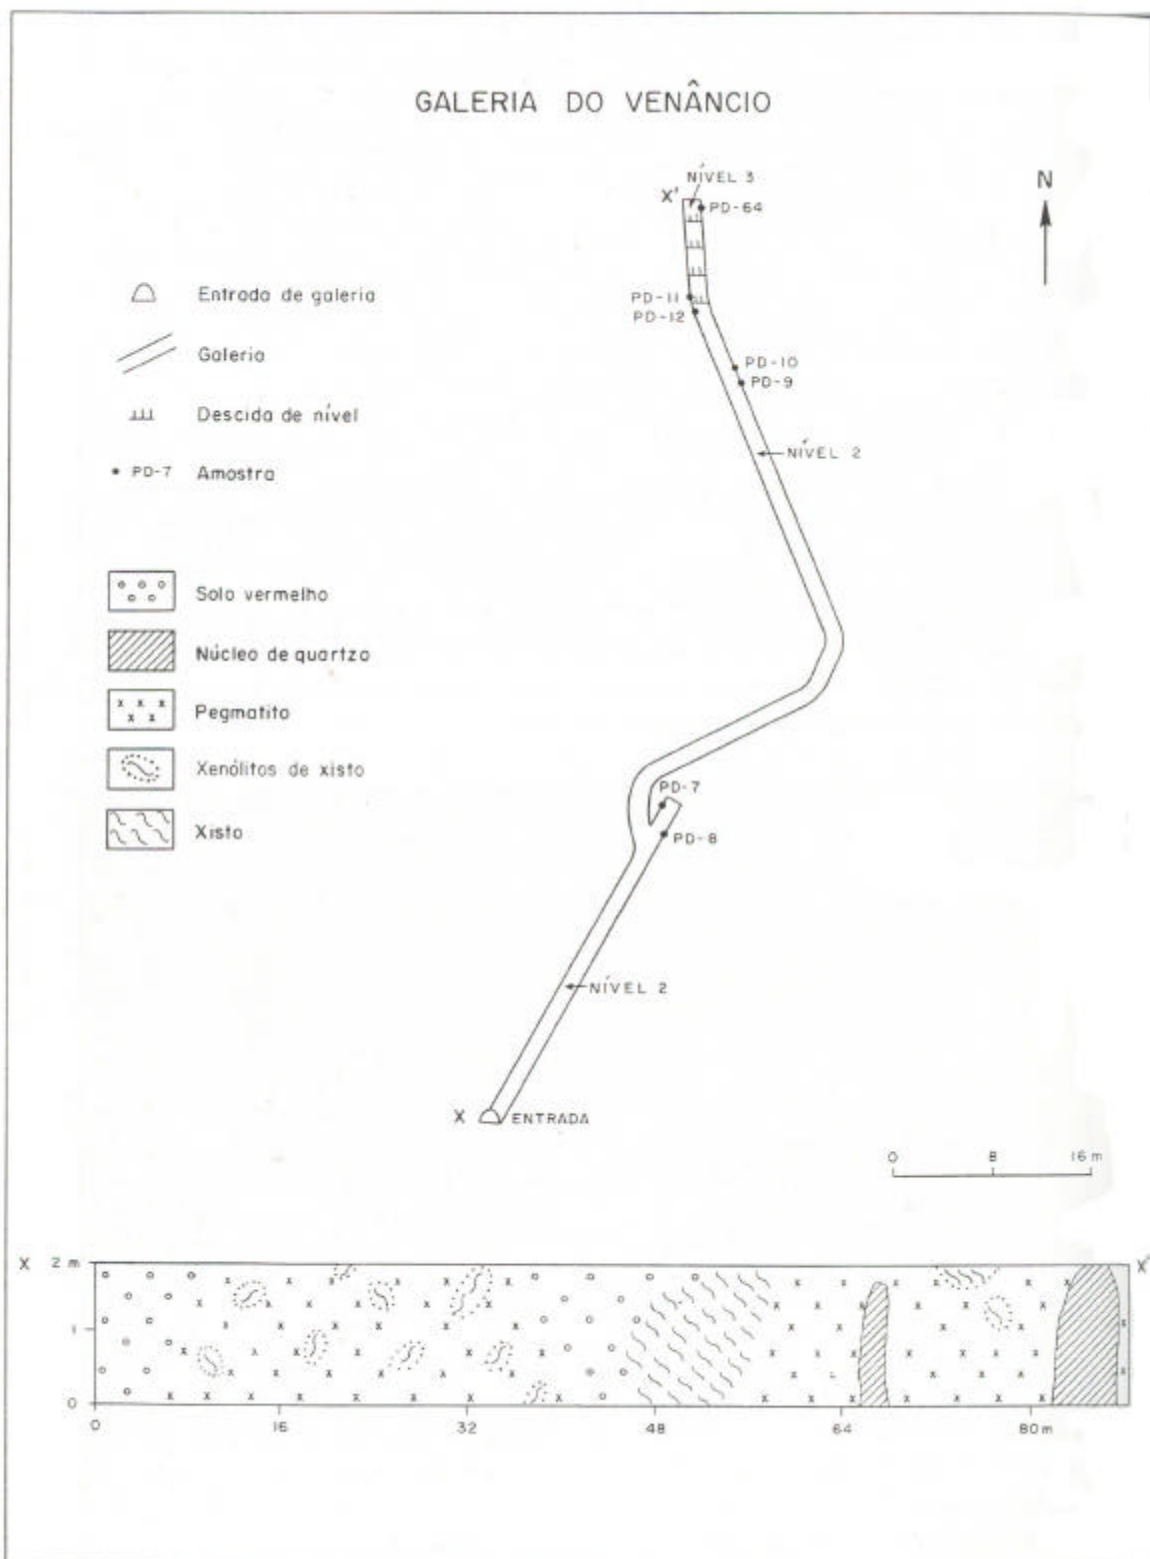 GALERIA DO VENÂNCIO
NÍVEL 3
X'
PD-64
N
Entrada de galeria
PD-11
PD-12
Galeria
PD-10
PD-9
Descida de nível
NÍVEL 2
PD-7 Amostra
Solo vermelho
Núcleo de quartzo
Pegmatito
Xenólitos de xisto
PD-7
Xisto
PD-8
NÍVEL 2
X
ENTRADA
0 8 16 m
X 2 m X'
1
0
0 16 32 48 64 80m